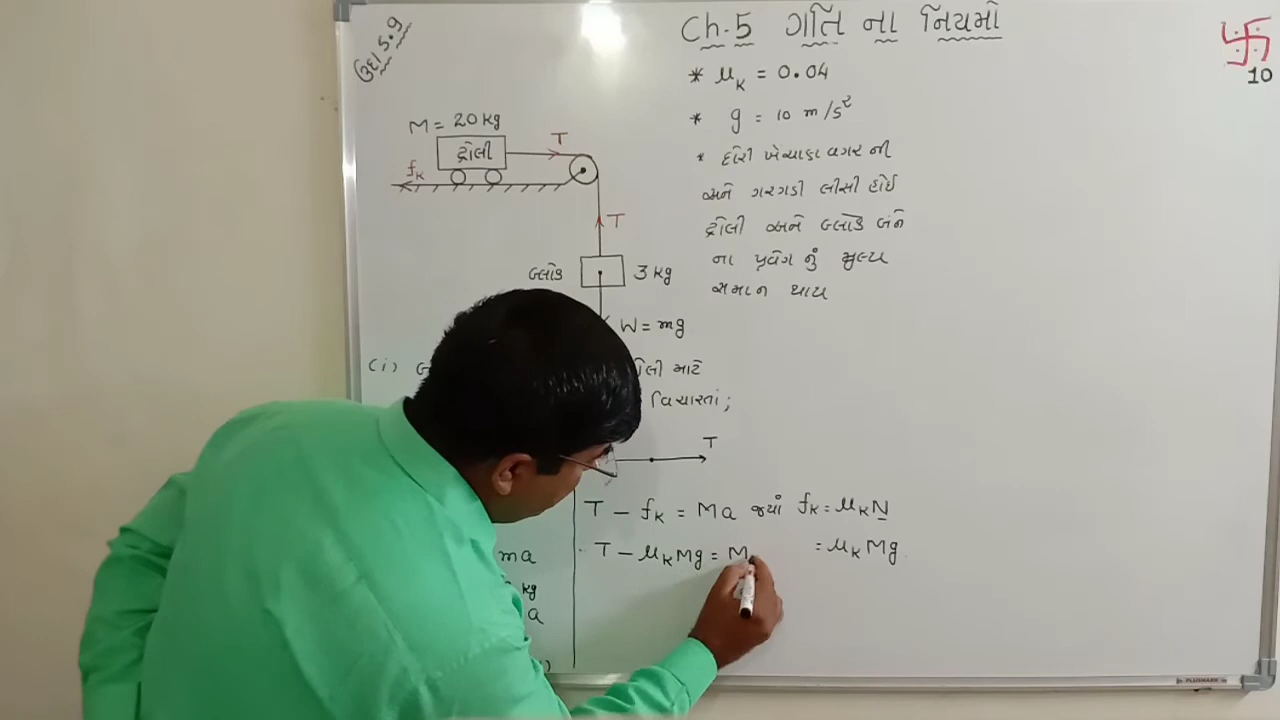 ઉદા 5.9
Ch.5 ગતિ ના નિયમો
10
* μK = 0.04
* g = 10 m/s²
* દોરી ખેંચાયા વગર ની
અને ગરગડી લીસી હોઈ
ટ્રોલી અને બ્લોક બંને
ના પ્રવેગ નું મુલ્ય
સમાન થાય
M = 20 kg
ટ્રોલી
T
fK
T
બ્લોક
3 kg
W = mg
(i)
માટે
વિચારતાં ;
T
T - fK = Ma જ્યાં fK = μKN
T - μKMg = M
= μKMg
ma
kg
a